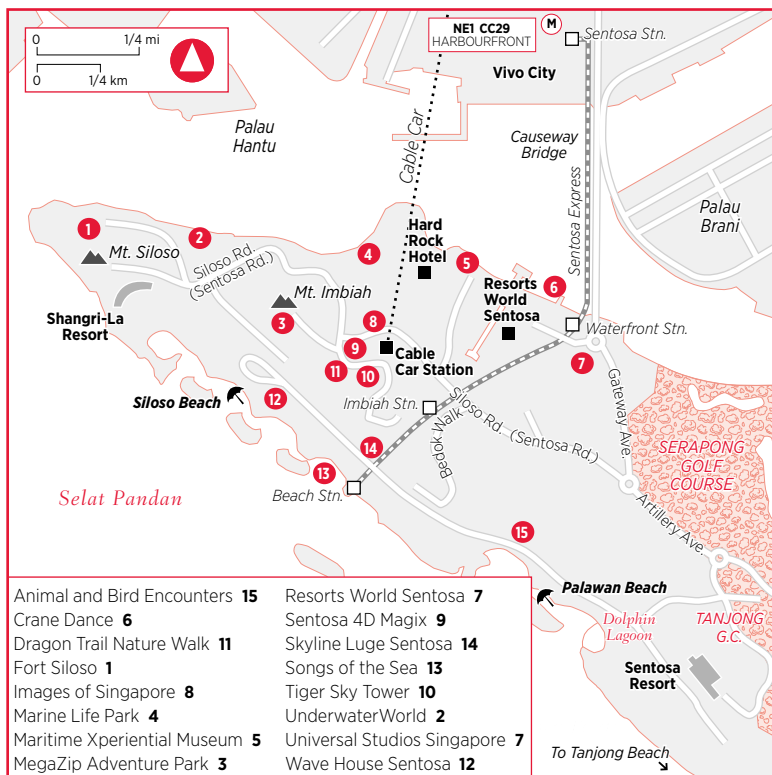 0 1/4 mi
0 1/4 km
NE1 CC29
HARBOURFRONT
M
Sentosa Stn.
Vivo City
Palau
Hantu
Cable Car
Causeway
Bridge
Sentosa Express
Palau
Brani
1
Mt. Siloso
2
Siloso Rd.
(Sentosa Rd.)
4
Hard
Rock
Hotel
5
Resorts
World
Sentosa
6
Mt. Imbiah
3
8
Waterfront Stn.
Shangri-La
Resort
9
Cable
Car Station
7
11
10
Siloso Beach
12
Imbiah Stn.
Bedok Walk
Siloso Rd. (Sentosa Rd.)
Gateway Ave.
SERAPONG
GOLF
COURSE
14
13
Beach Stn.
Selat Pandan
Artillery Ave.
15
Palawan Beach
Dolphin
Lagoon
TANJONG
G.C.
Sentosa
Resort
To Tanjong Beach
Animal and Bird Encounters 15
Crane Dance 6
Dragon Trail Nature Walk 11
Fort Siloso 1
Images of Singapore 8
Marine Life Park 4
Maritime Xperiential Museum 5
MegaZip Adventure Park 3
Resorts World Sentosa 7
Sentosa 4D Magix 9
Skyline Luge Sentosa 14
Songs of the Sea 13
Tiger Sky Tower 10
UnderwaterWorld 2
Universal Studios Singapore 7
Wave House Sentosa 12